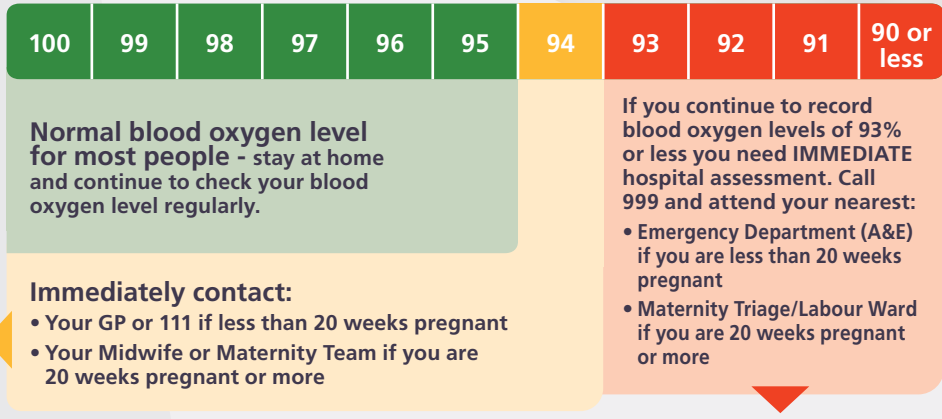 100 99 98 97 96 95 94 93 92 91 90 or
less
Normal blood oxygen level
for most people - stay at home
and continue to check your blood
oxygen level regularly.
Immediately contact:
• Your GP or 111 if less than 20 weeks pregnant
• Your Midwife or Maternity Team if you are
20 weeks pregnant or more
If you continue to record
blood oxygen levels of 93%
or less you need IMMEDIATE
hospital assessment. Call
999 and attend your nearest:
• Emergency Department (A&E)
if you are less than 20 weeks
pregnant
• Maternity Triage/Labour Ward
if you are 20 weeks pregnant
or more